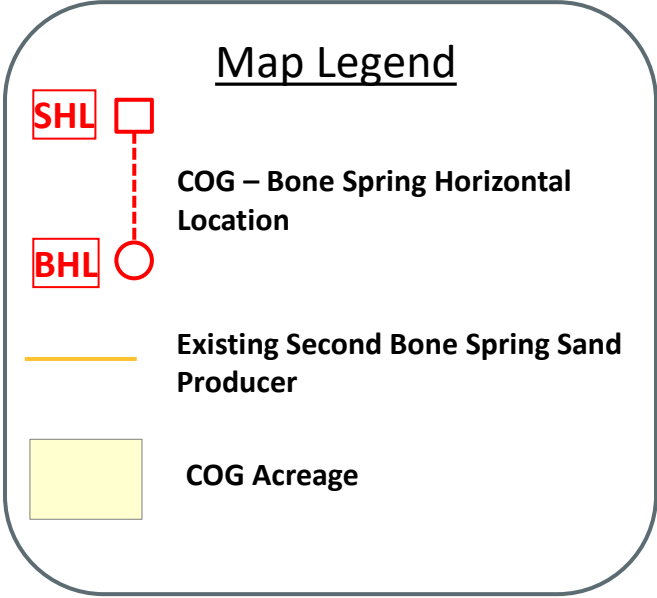 Map Legend
SHL
COG – Bone Spring Horizontal
Location
BHL
Existing Second Bone Spring Sand
Producer
COG Acreage